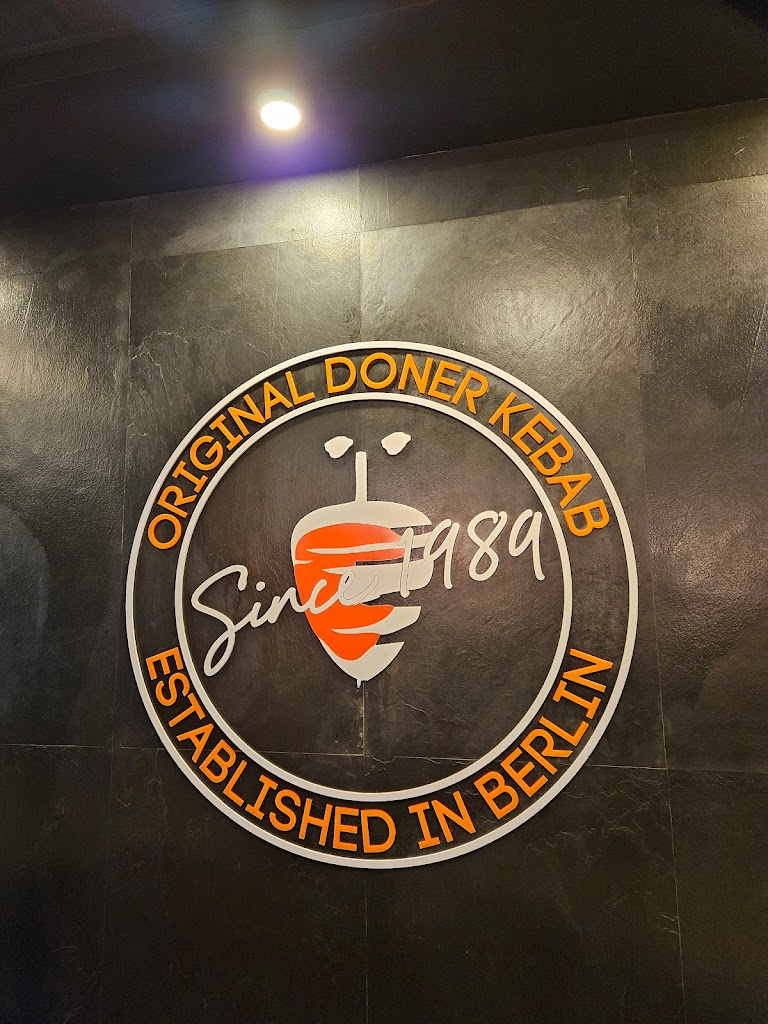 ORIGINAL DONER KEBAB
Since 1989
ESTABLISHED IN BERLIN